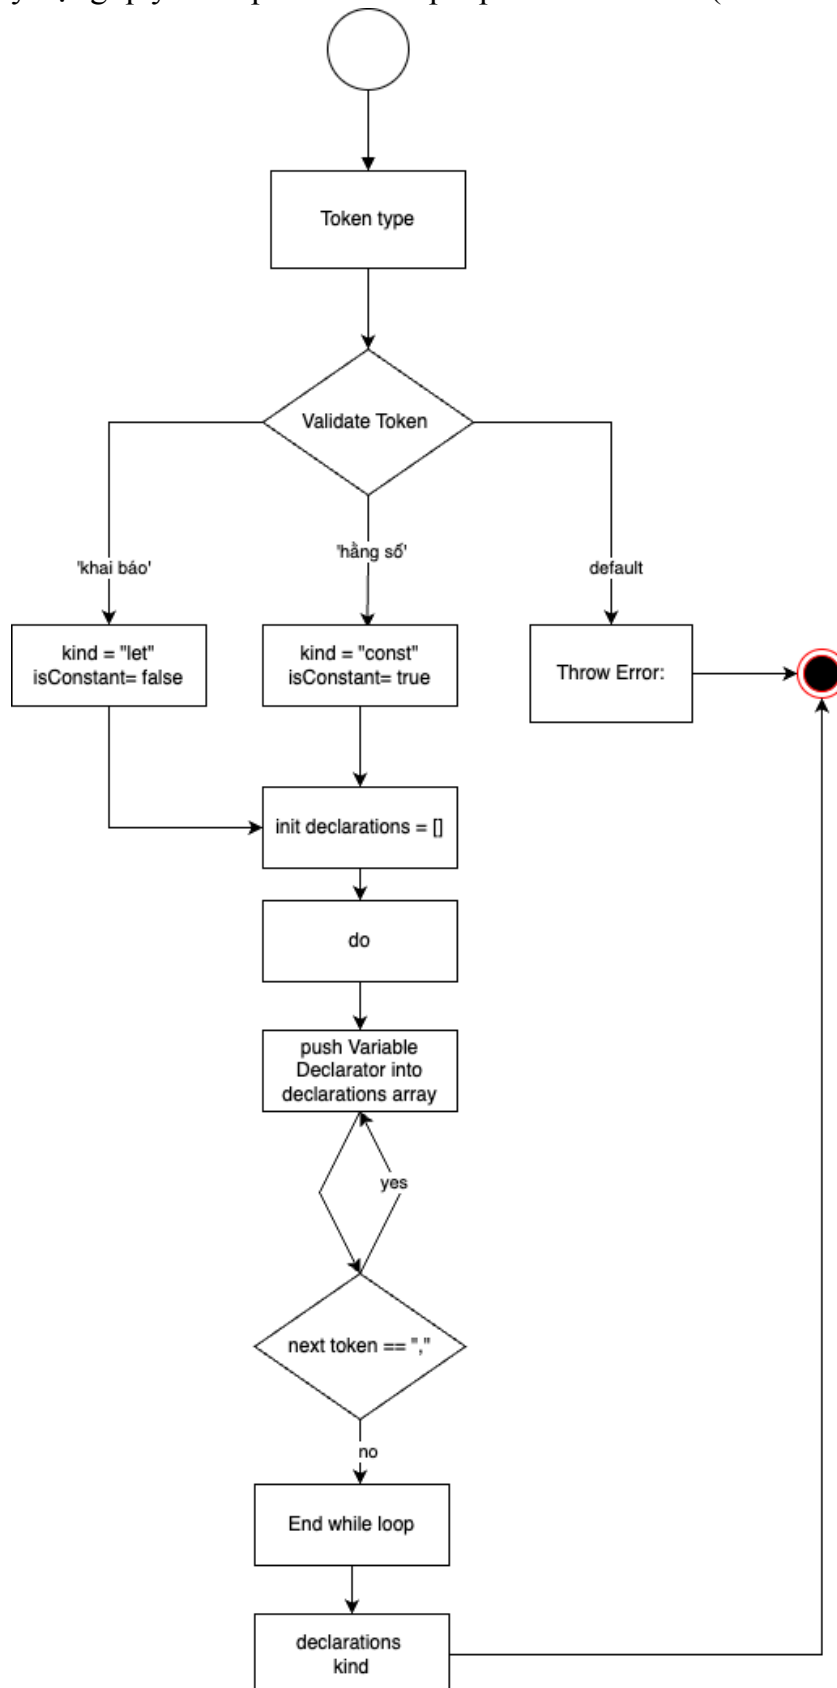 Token type
Validate Token
'khai báo'
'hằng số'
default
kind = "let"
isConstant= false
kind = "const"
isConstant= true
Throw Error:
init declarations = []
do
push Variable
Declarator into
declarations array
yes
next token == ","
no
End while loop
declarations
kind